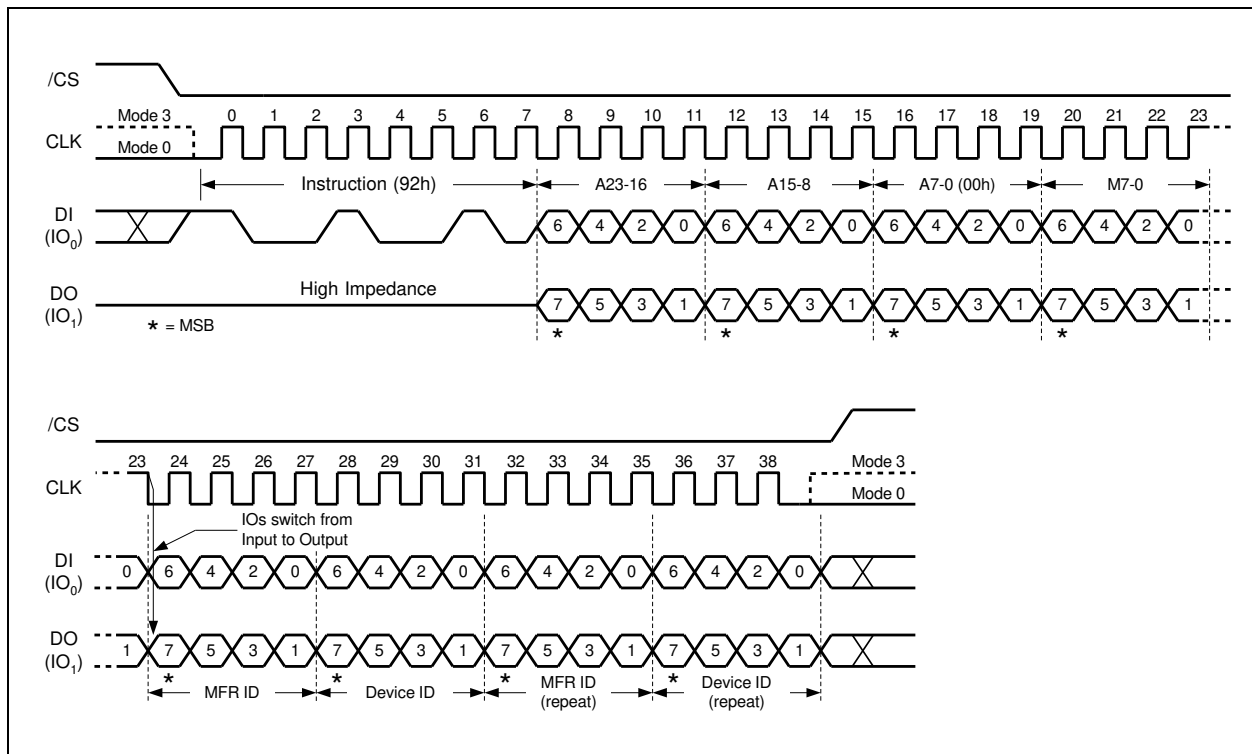 /CS
Mode 3 0 1 2 3 4 5 6 7 8 9 10 11 12 13 14 15 16 17 18 19 20 21 22 23
CLK
Mode 0
Instruction (92h) A23-16 A15-8 A7-0 (00h) M7-0
DI
(IO0) 6 4 2 0 6 4 2 0 6 4 2 0 6 4 2 0
High Impedance
DO
(IO1) 7 5 3 1 7 5 3 1 7 5 3 1 7 5 3 1
* = MSB * * * *
/CS
23 24 25 26 27 28 29 30 31 32 33 34 35 36 37 38 Mode 3
CLK
Mode 0
IOs switch from
Input to Output
DI
(IO0) 0 6 4 2 0 6 4 2 0 6 4 2 0 6 4 2 0
DO
(IO1) 1 7 5 3 1 7 5 3 1 7 5 3 1 7 5 3 1
* * * *
MFR ID Device ID MFR ID
(repeat) Device ID
(repeat)